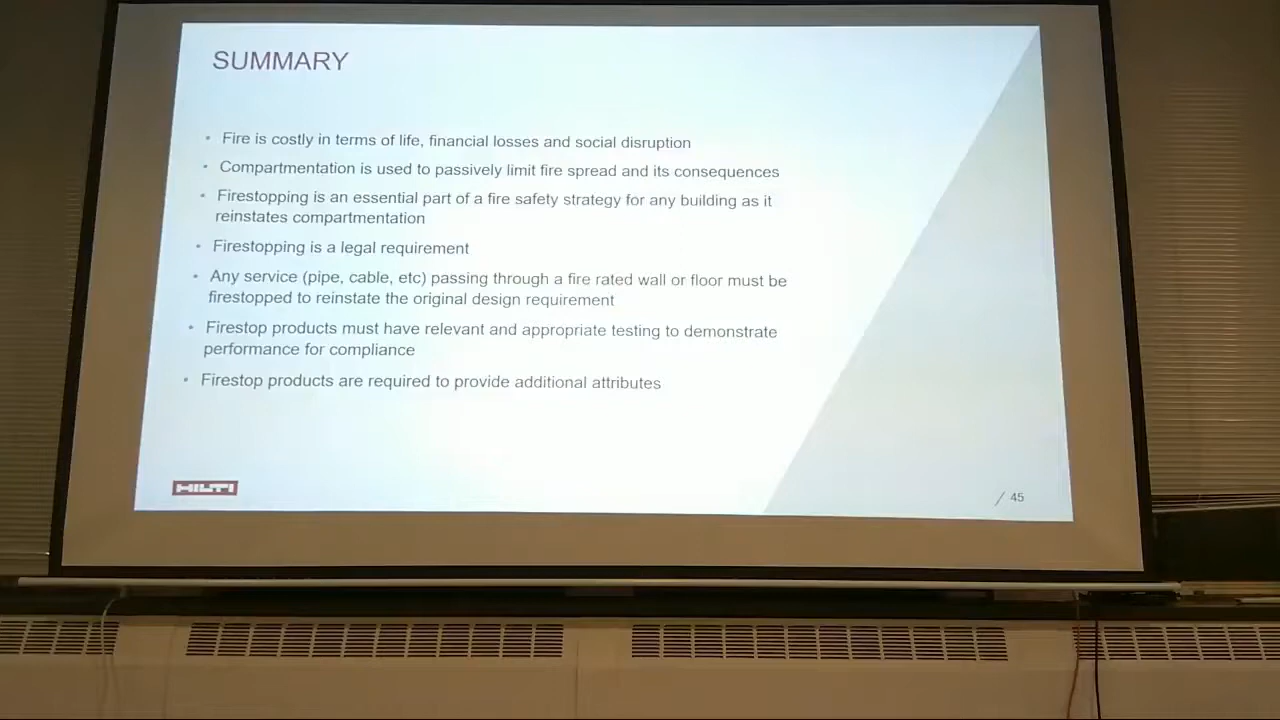 SUMMARY
• Fire is costly in terms of life, financial losses and social disruption
• Compartmentation is used to passively limit fire spread and its consequences
• Firestopping is an essential part of a fire safety strategy for any building as it
reinstates compartmentation
• Firestopping is a legal requirement
• Any service (pipe, cable, etc) passing through a fire rated wall or floor must be
firestopped to reinstate the original design requirement
• Firestop products must have relevant and appropriate testing to demonstrate
performance for compliance
• Firestop products are required to provide additional attributes
HILTI
/ 45